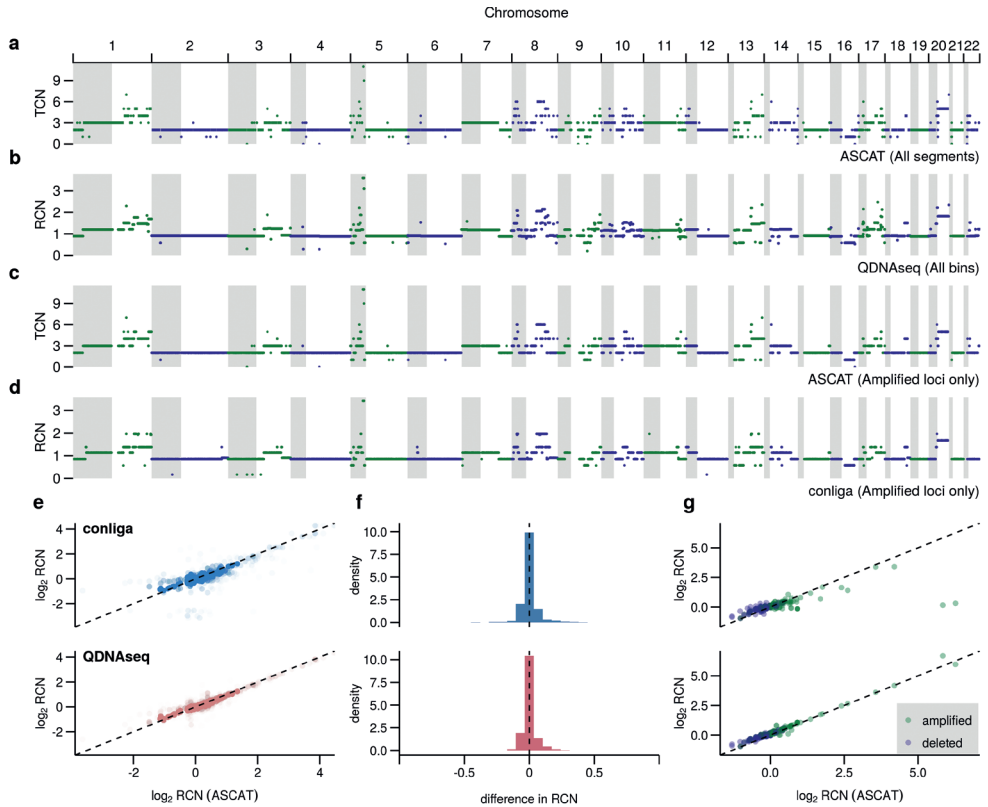 Chromosome
a
1 2 3 4 5 6 7 8 9 10 11 12 13 14 15 16 17 18 19 20 21 22
TCN
9
6
3
0
ASCAT (All segments)
b
RCN
3
2
1
0
QDNAseq (All bins)
c
TCN
9
6
3
0
ASCAT (Amplified loci only)
d
RCN
3
2
1
0
conliga (Amplified loci only)
e
conliga
log2 RCN
4
2
0
-2
QDNAseq
log2 RCN
4
2
0
-2
-2 0 2 4
log2 RCN (ASCAT)
f
density
10.0
7.5
5.0
2.5
0.0
density
10.0
7.5
5.0
2.5
0.0
-0.5 0 0.5
difference in RCN
g
log2 RCN
5.0
2.5
0.0
log2 RCN
5.0
2.5
0.0
amplified
deleted
0.0 2.5 5.0
log2 RCN (ASCAT)